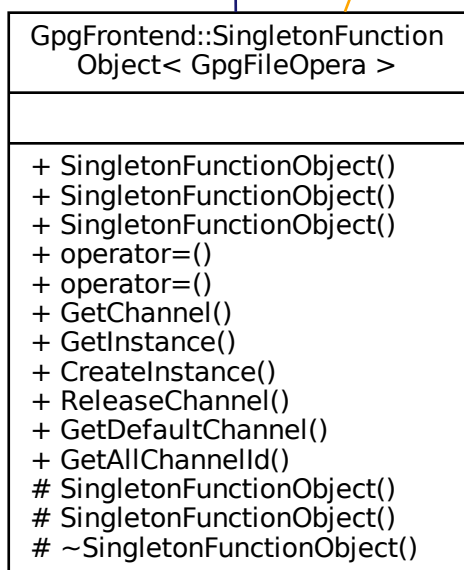 GpgFrontend::SingletonFunction
Object< GpgFileOpera >
+ SingletonFunctionObject()
+ SingletonFunctionObject()
+ SingletonFunctionObject()
+ operator=()
+ operator=()
+ GetChannel()
+ GetInstance()
+ CreateInstance()
+ ReleaseChannel()
+ GetDefaultChannel()
+ GetAllChannelId()
# SingletonFunctionObject()
# SingletonFunctionObject()
# ~SingletonFunctionObject()